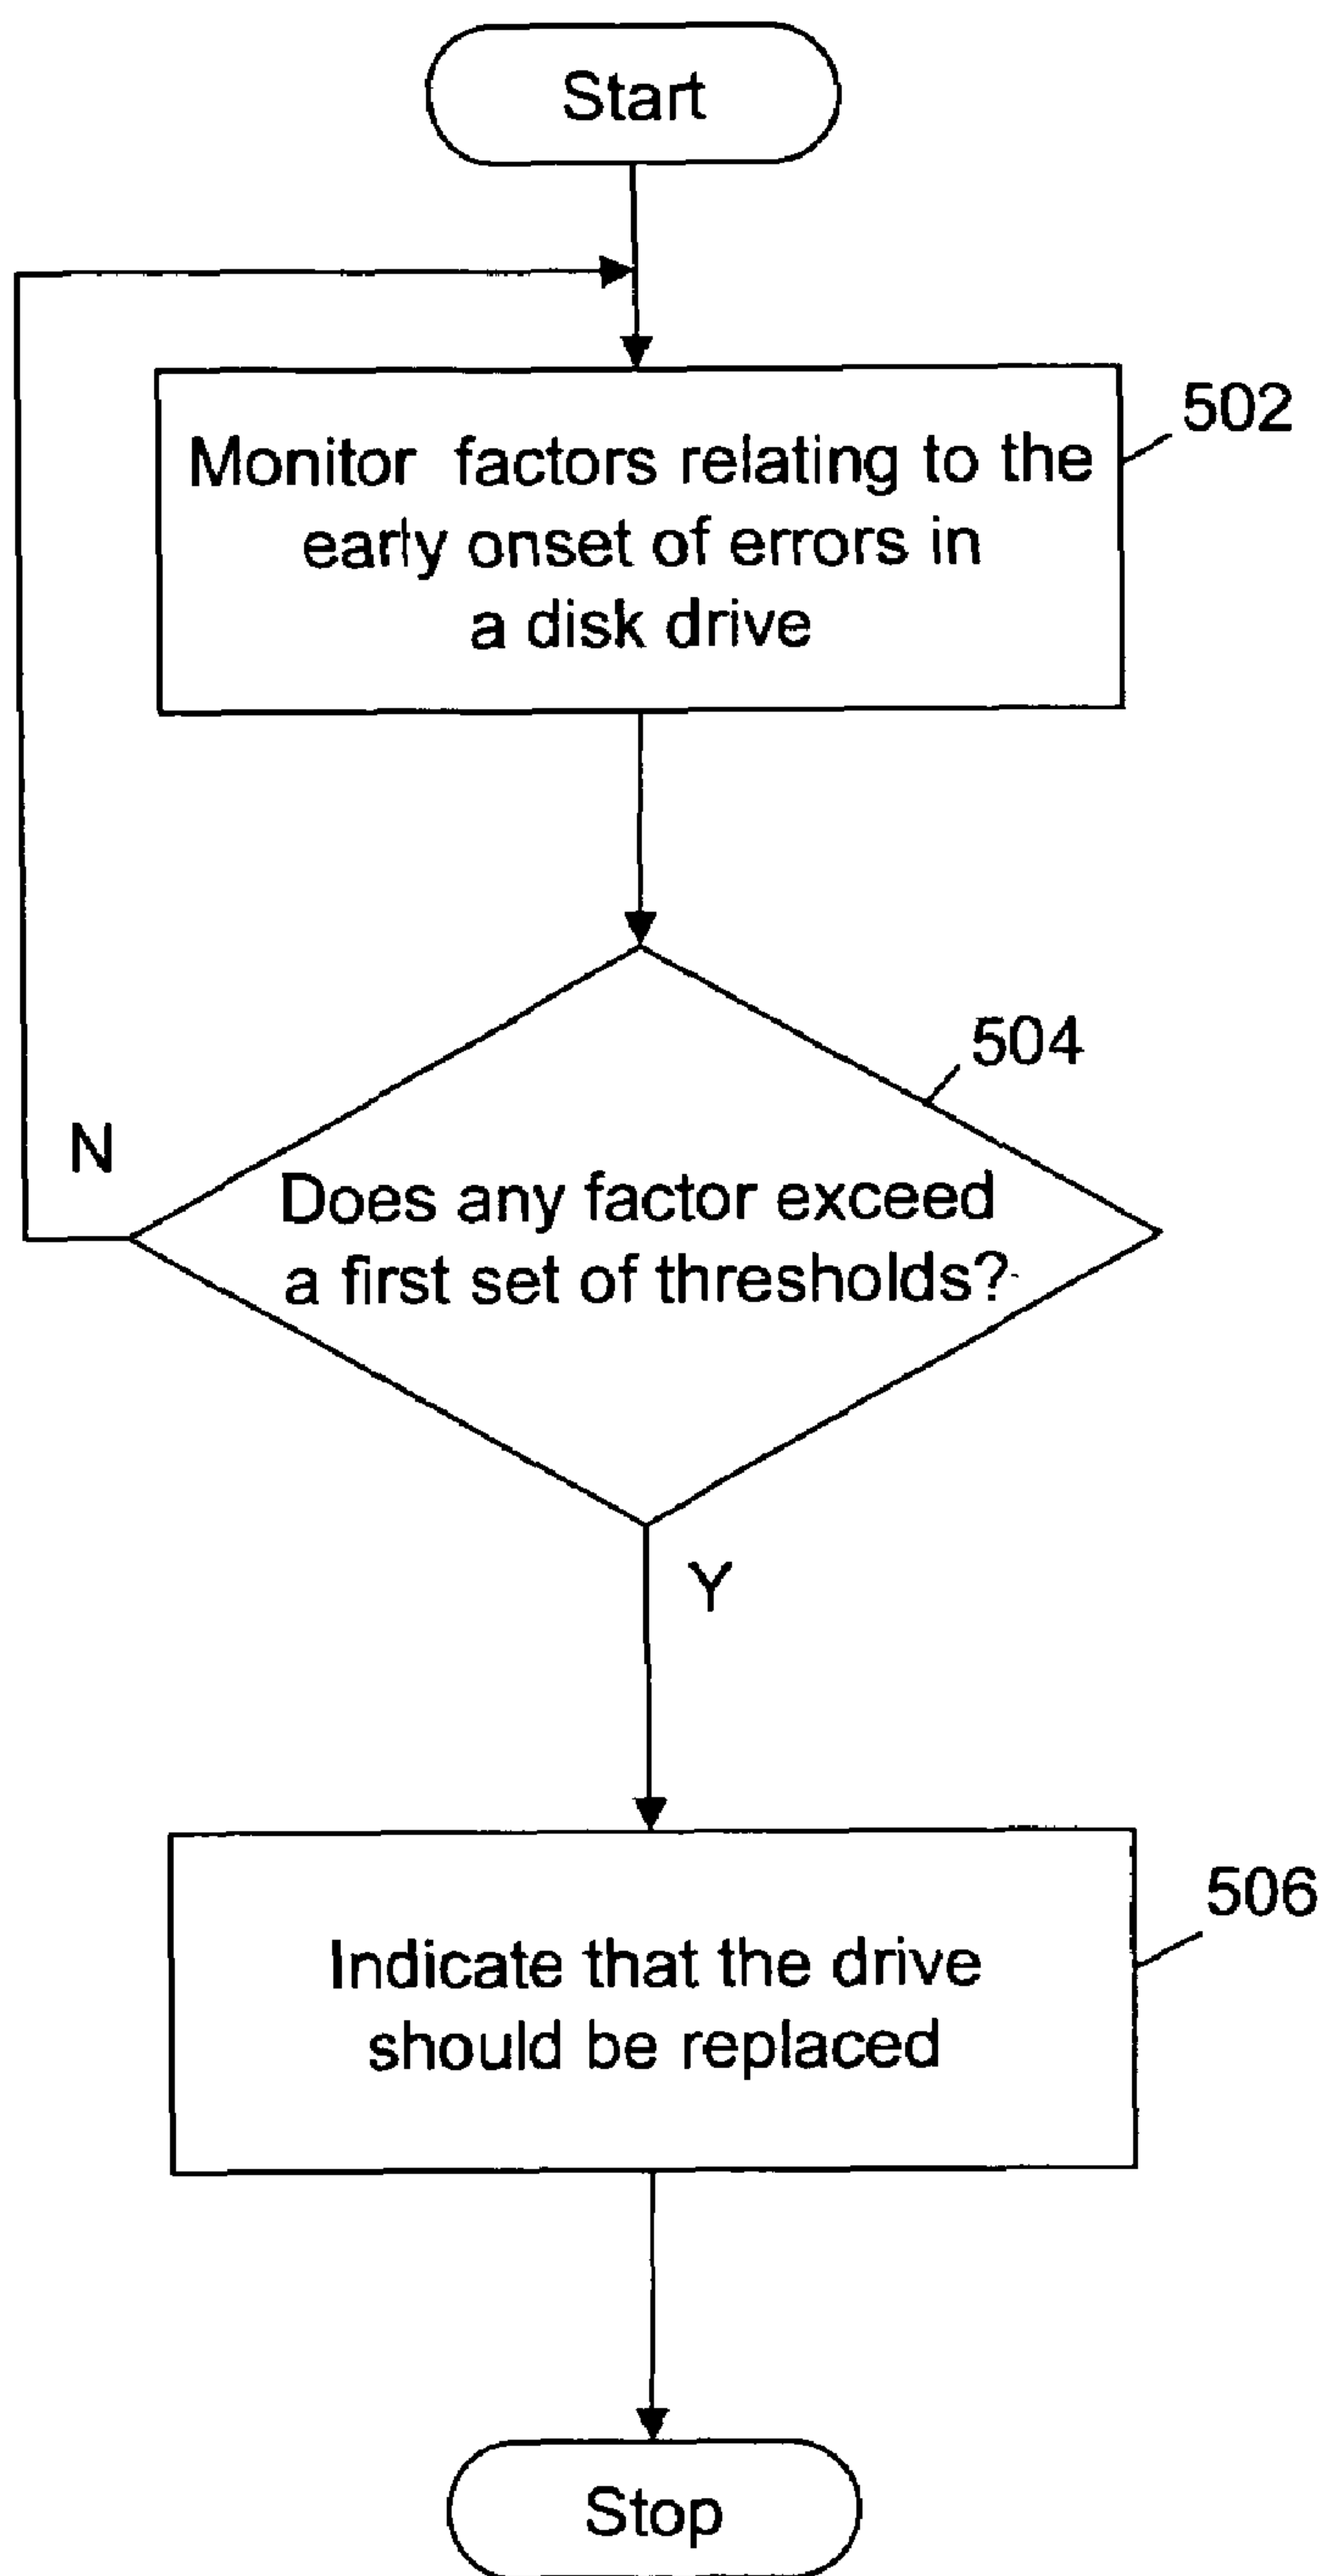 Start
Monitor factors relating to the
early onset of errors in
a disk drive
502
504
N
Does any factor exceed
a first set of thresholds?
Y
506
Indicate that the drive
should be replaced
Stop